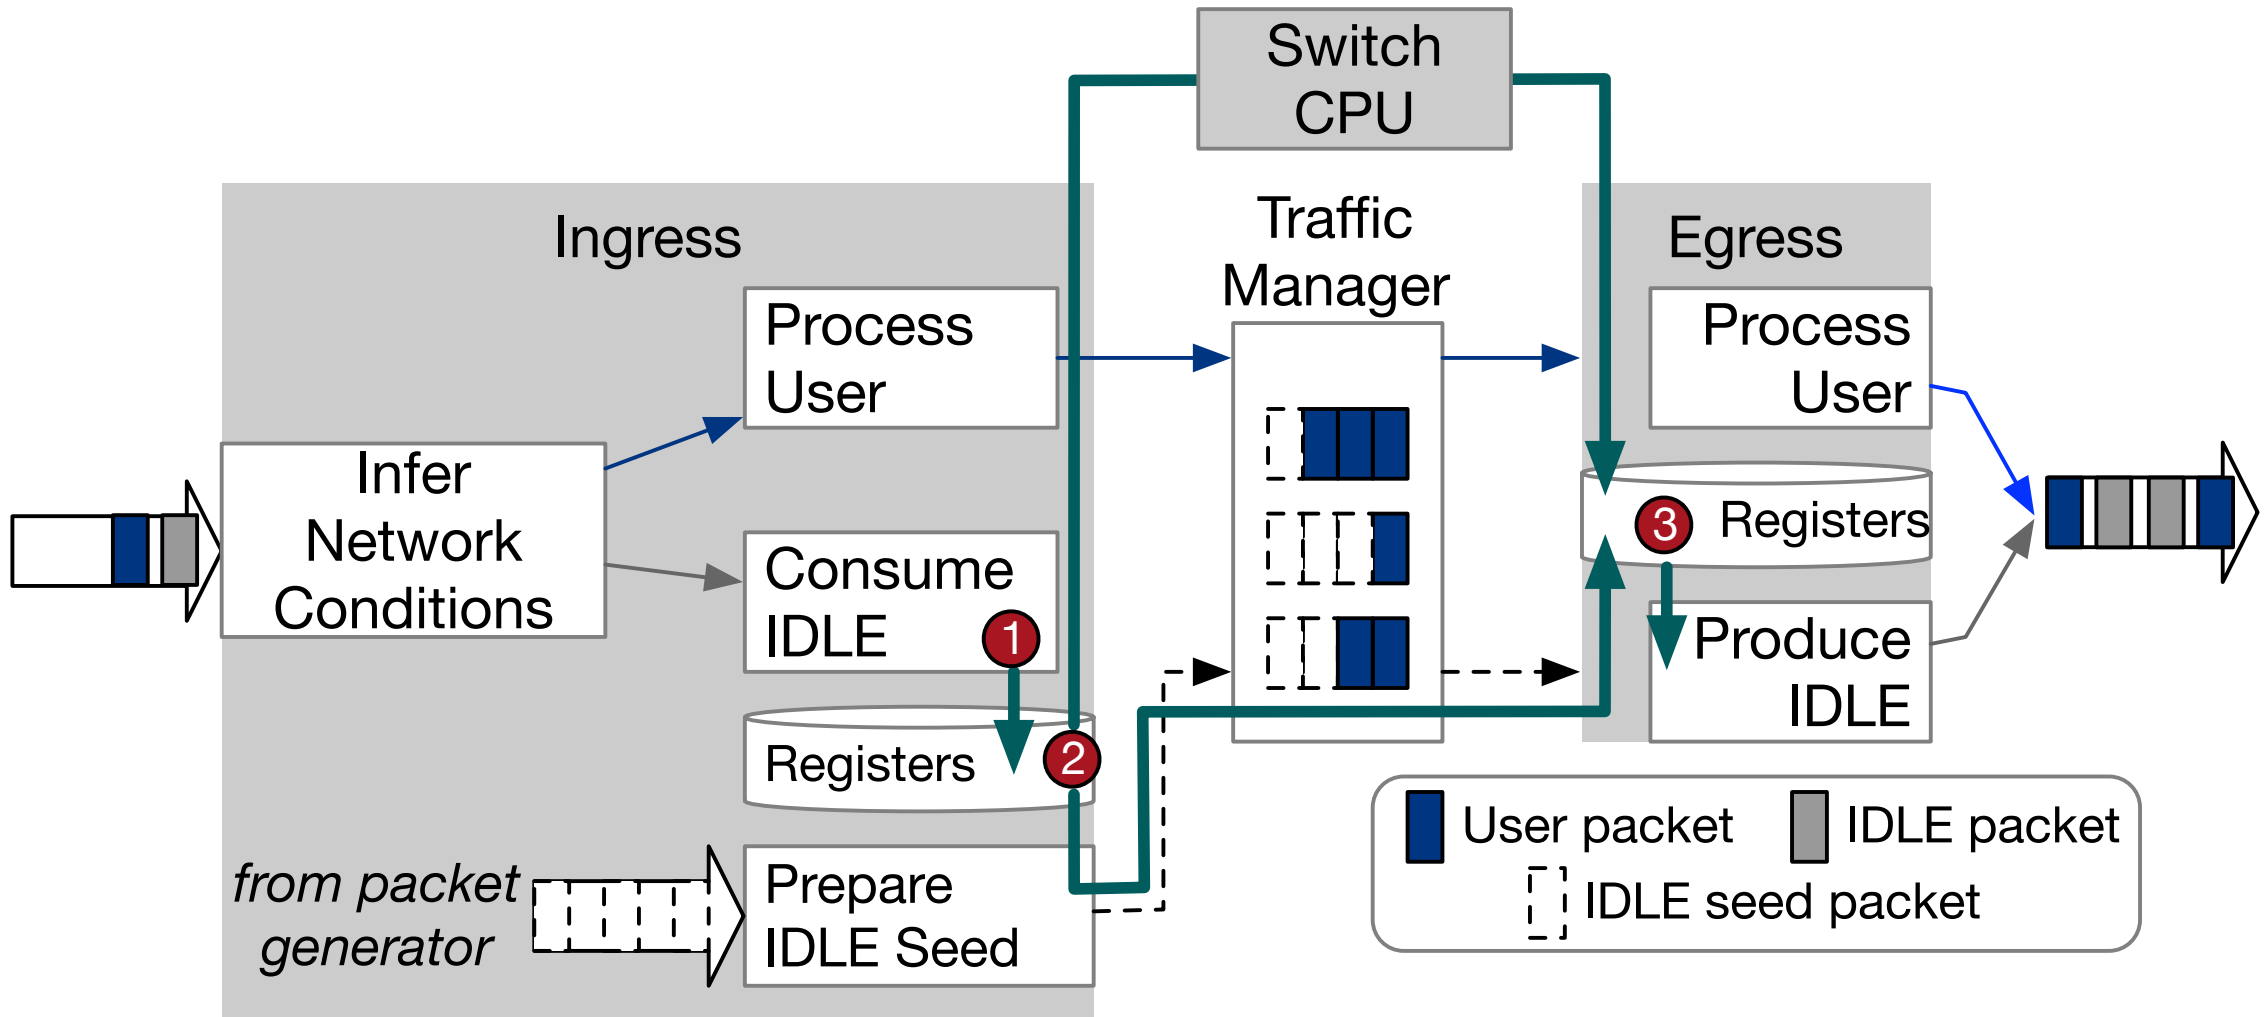 Switch
CPU
Ingress
Traffic
Manager
Egress
Process
User
Process
User
Infer
Network
Conditions
Consume
IDLE
1
Registers
2
3
Registers
Produce
IDLE
from packet
generator
Prepare
IDLE Seed
User packet
IDLE packet
IDLE seed packet